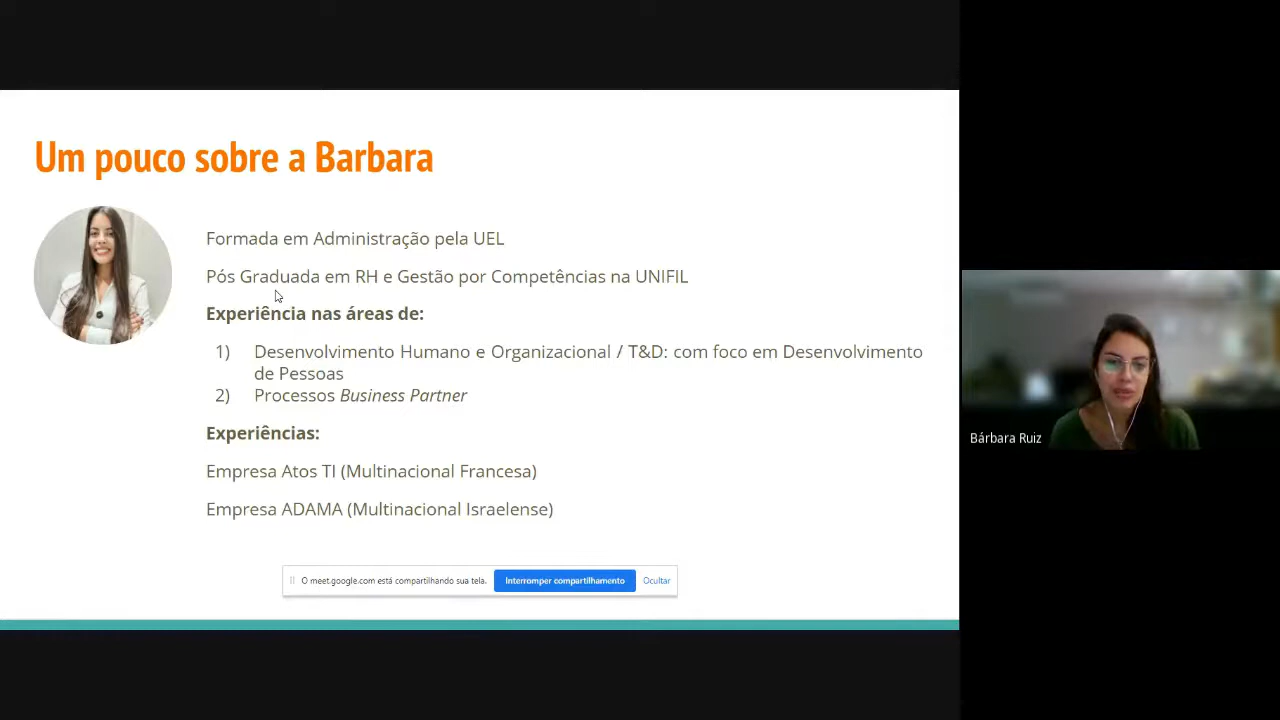 Um pouco sobre a Barbara
Formada em Administração pela UEL
Pós Graduada em RH e Gestão por Competências na UNIFIL
Experiência nas áreas de:
1) Desenvolvimento Humano e Organizacional / T&D: com foco em Desenvolvimento
de Pessoas
2) Processos Business Partner
Experiências:
Empresa Atos TI (Multinacional Francesa)
Empresa ADAMA (Multinacional Israelense)
O meet.google.com está compartilhando sua tela. Interromper compartilhamento Ocultar
Bárbara Ruiz